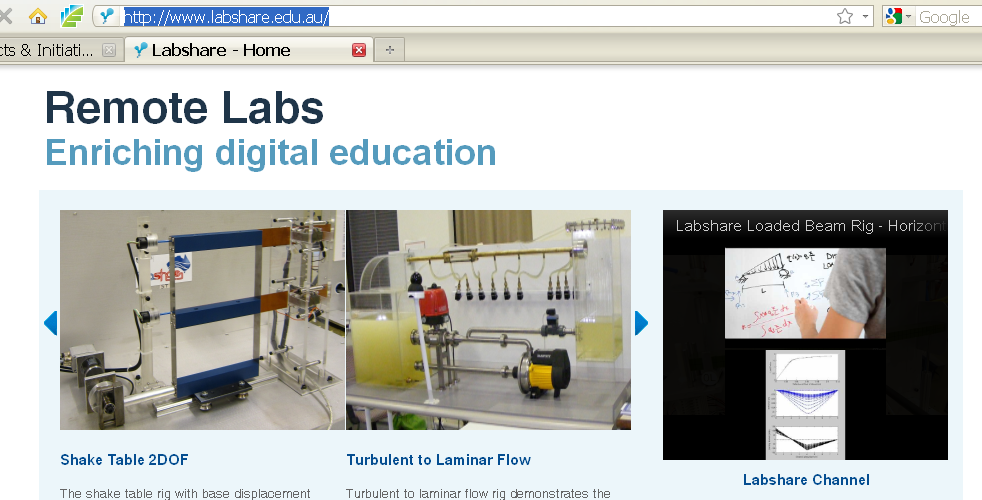 http://www.labshare.edu.au/
Google
cts & Initiati...
Labshare - Home
Remote Labs
Enriching digital education
Labshare Loaded Beam Rig - Horizont
L
Shake Table 2DOF
Turbulent to Laminar Flow
Labshare Channel
The shake table rig with base displacement
Turbulent to laminar flow rig demonstrates the